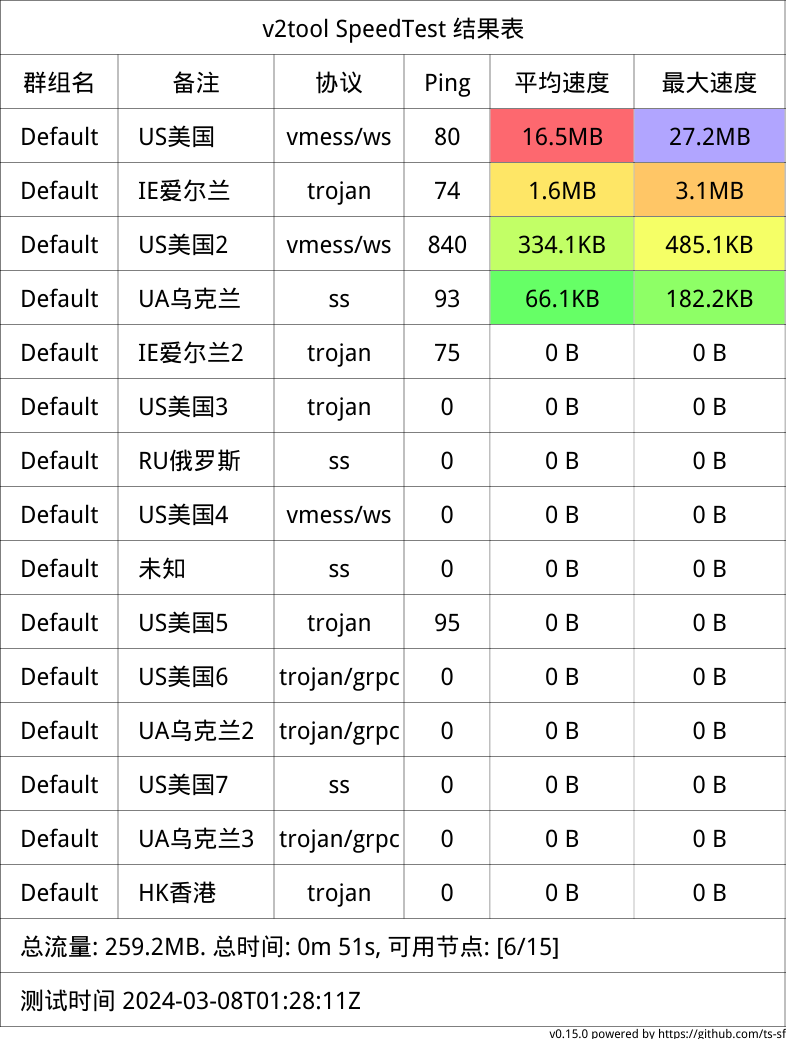 v2tool SpeedTest 结果表
群组名 备注 协议 Ping 平均速度 最大速度
Default US美国 vmess/ws 80 16.5MB 27.2MB
Default IE爱尔兰 trojan 74 1.6MB 3.1MB
Default US美国2 vmess/ws 840 334.1KB 485.1KB
Default UA乌克兰 ss 93 66.1KB 182.2KB
Default IE爱尔兰2 trojan 75 0 B 0 B
Default US美国3 trojan 0 0 B 0 B
Default RU俄罗斯 ss 0 0 B 0 B
Default US美国4 vmess/ws 0 0 B 0 B
Default 未知 ss 0 0 B 0 B
Default US美国5 trojan 95 0 B 0 B
Default US美国6 trojan/grpc 0 0 B 0 B
Default UA乌克兰2 trojan/grpc 0 0 B 0 B
Default US美国7 ss 0 0 B 0 B
Default UA乌克兰3 trojan/grpc 0 0 B 0 B
Default HK香港 trojan 0 0 B 0 B
总流量: 259.2MB. 总时间: 0m 51s, 可用节点: [6/15]
测试时间 2024-03-08T01:28:11Z
v0.15.0 powered by https://github.com/ts-sf